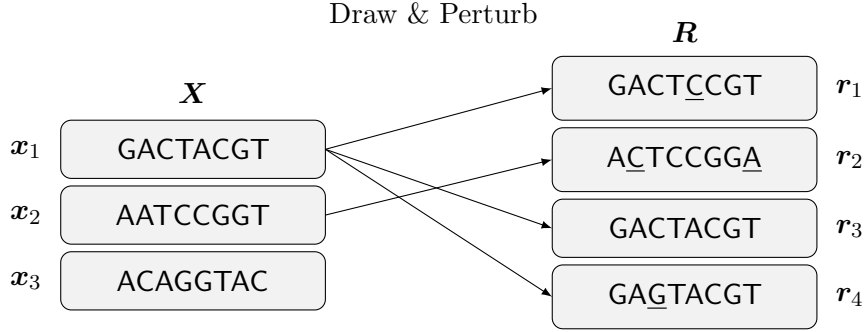 Draw & Perturb
X
x1 GACTACGT
x2 AATCCGGT
x3 ACAGGTAC
R
GACTCCGT r1
ACTCCGGA r2
GACTACGT r3
GAGTACGT r4